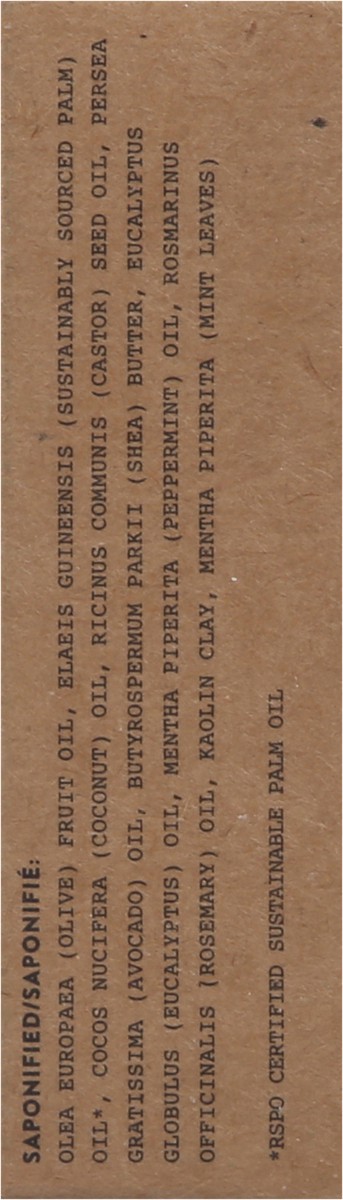 SAPONIFIED/SAPONIFIÉ:
OLEA EUROPAEA (OLIVE) FRUIT OIL, ELAEIS GUINEENSIS (SUSTAINABLY SOURCED PALM)
OIL*, COCOS NUCIFERA (COCONUT) OIL, RICINUS COMMUNIS (CASTOR) SEED OIL, PERSEA
GRATISSIMA (AVOCADO) OIL, BUTYROSPERMUM PARKII (SHEA) BUTTER, EUCALYPTUS
GLOBULUS (EUCALYPTUS) OIL, MENTHA PIPERITA (PEPPERMINT) OIL, ROSMARINUS
OFFICINALIS (ROSEMARY) OIL, KAOLIN CLAY, MENTHA PIPERITA (MINT LEAVES)
*RSPO CERTIFIED SUSTAINABLE PALM OIL